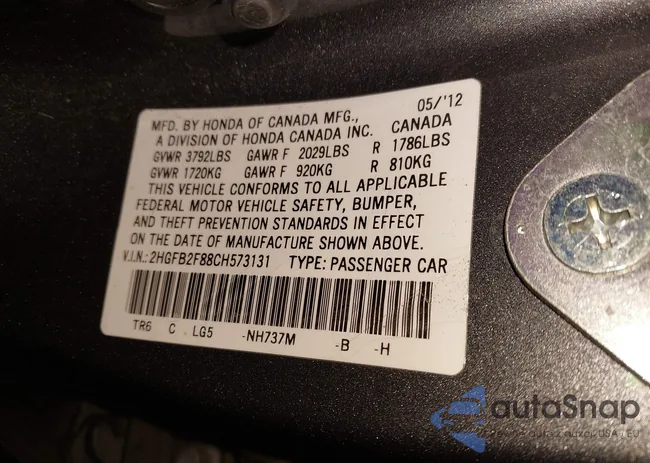 05/'12
MFD. BY HONDA OF CANADA MFG., CANADA
A DIVISION OF HONDA CANADA INC.
GVWR 3792LBS GAWR F 2029LBS R 1786LBS
GVWR 1720KG GAWR F 920KG R 810KG
THIS VEHICLE CONFORMS TO ALL APPLICABLE
FEDERAL MOTOR VEHICLE SAFETY, BUMPER,
AND THEFT PREVENTION STANDARDS IN EFFECT
ON THE DATE OF MANUFACTURE SHOWN ABOVE.
V.I.N.: 2HGFB2F88CH573131 TYPE: PASSENGER CAR
TR6 C LG5 -NH737M -B -H
autaSnap